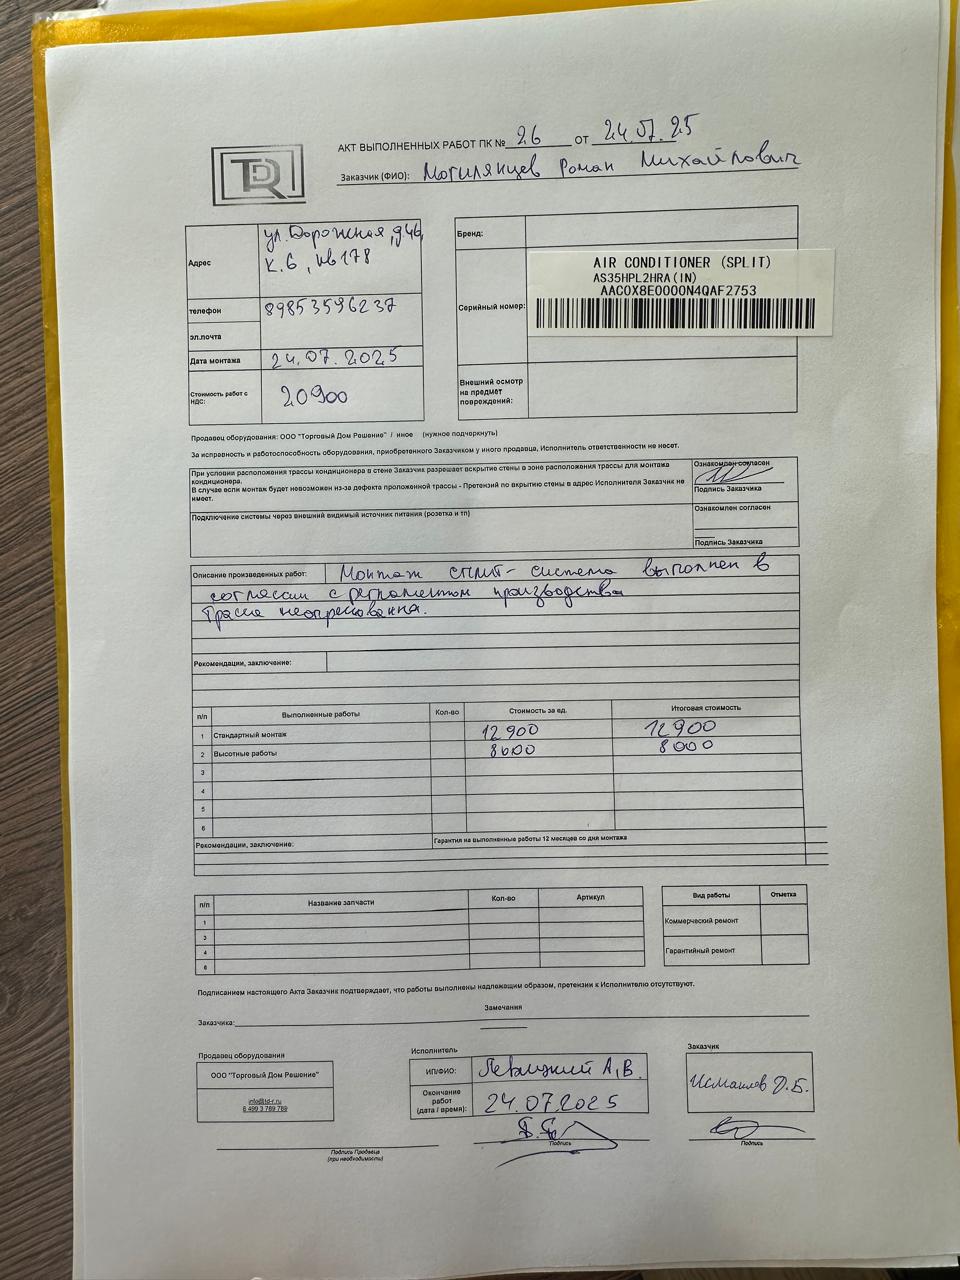 АКТ ВЫПОЛНЕННЫХ РАБОТ ПК № 26 от 24.07.25
TDR
Заказчик (ФИО): Могилянцев Роман Михайлович
Адрес
ул. Дорожная, д46,
к.6, кв178
телефон 89853596237
эл.почта
Дата монтажа 24.07.2025
Стоимость работ с НДС: 20900
Бренд:
Серийный номер:
AIR CONDITIONER (SPLIT)
AS35HPL2HRA(IN)
AAC0X8E0000N4QAF2753
Внешний осмотр
на предмет
повреждений:
Продавец оборудования: ООО "Торговый Дом Решение" / иное (нужное подчеркнуть)
За исправность и работоспособность оборудования, приобретенного Заказчиком у иного продавца, Исполнитель ответственности не несет.
При условии расположения трассы кондиционера в стене Заказчик разрешает вскрытие стены в зоне расположения трассы для монтажа
кондиционера.
В случае если монтаж будет невозможен из-за дефекта проложенной трассы - Претензий по вскрытию стены в адрес Исполнителя Заказчик не
имеет.
Ознакомлен согласен
Подпись Заказчика
Подключение системы через внешний видимый источник питания (розетка и тп)
Ознакомлен согласен
Подпись Заказчика
Описание произведенных работ: Монтаж сплит-система выполнен в
согласии с регламентом производства
Трасса неопресованна.
Рекомендации, заключение:
п/п Выполненные работы Кол-во Стоимость за ед. Итоговая стоимость
1 Стандартный монтаж 12900 12900
2 Высотные работы 8000 8000
3
4
5
6
Рекомендации, заключение: Гарантия на выполненные работы 12 месяцев со дня монтажа
п/п Название запчасти Кол-во Артикул
1
3
4
6
Вид работы Отметка
Коммерческий ремонт
Гарантийный ремонт
Подписанием настоящего Акта Заказчик подтверждает, что работы выполнены надлежащим образом, претензии к Исполнителю отсутствуют.
Замечания
Заказчика:
Продавец оборудования
ООО "Торговый Дом Решение"
info@td-r.ru
8 499 3 789 789
Подпись Продавца
(при необходимости)
Исполнитель
ИП/ФИО: Левицкий А,В.
Окончание
работ
(дата / время): 24.07.2025
Подпись
Заказчик
Исмаилов Э.Б.
Подпись